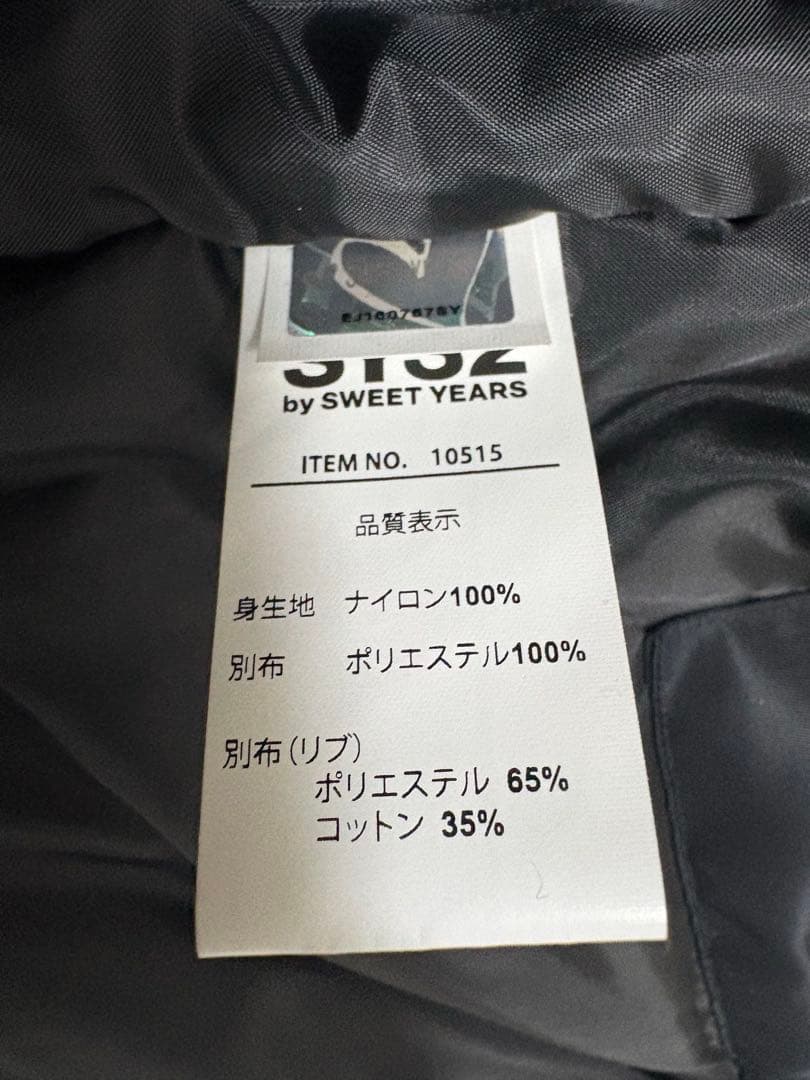 EJ1607676Y
SY32
by SWEET YEARS
ITEM NO. 10515
品質表示
身生地 ナイロン100%
別布 ポリエステル100%
別布(リブ)
ポリエステル 65%
コットン 35%